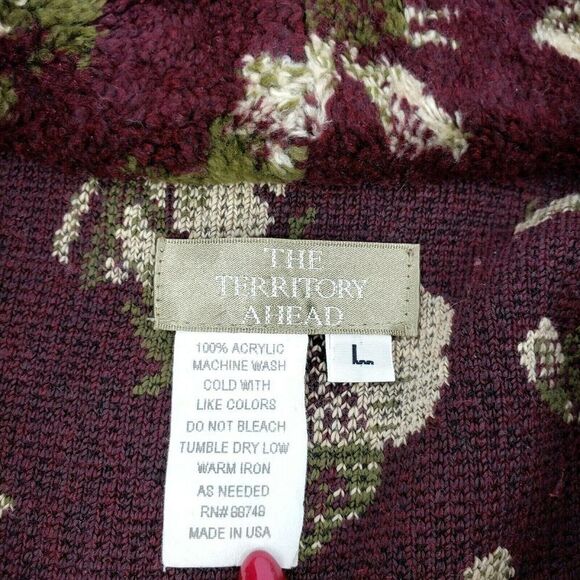 THE
TERRITORY
AHEAD
L
100% ACRYLIC
MACHINE WASH
COLD WITH
LIKE COLORS
DO NOT BLEACH
TUMBLE DRY LOW
WARM IRON
AS NEEDED
RN# 88748
MADE IN USA